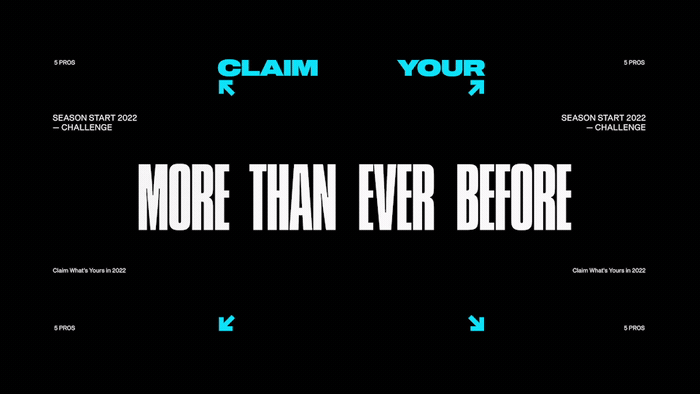 5 PROS
CLAIM YOUR
5 PROS
SEASON START 2022
— CHALLENGE
SEASON START 2022
— CHALLENGE
MORE THAN EVER BEFORE
Claim What's Yours in 2022
Claim What's Yours in 2022
5 PROS
5 PROS